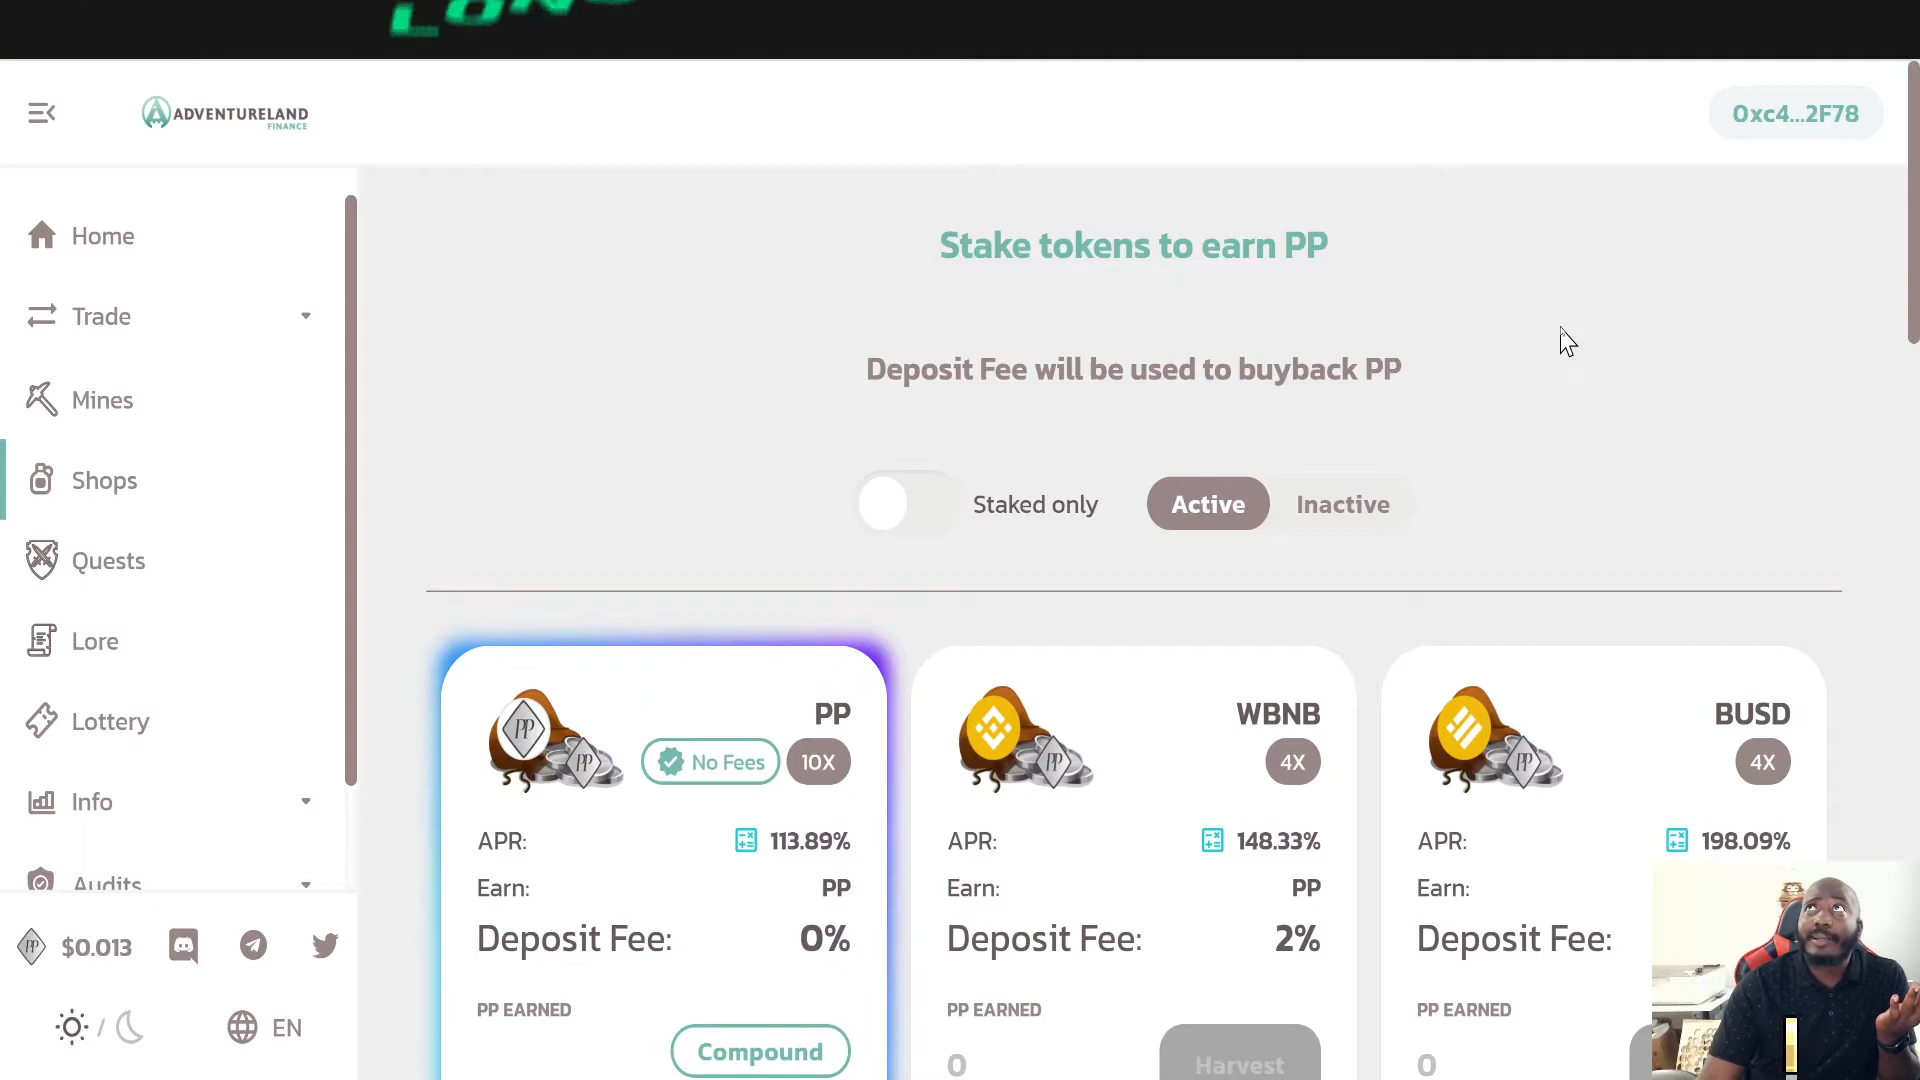 ADVENTURELAND
FINANCE
0xc4...2F78
Home
Trade
Mines
Shops
Quests
Lore
Lottery
Info
Audits
$0.013
EN
Stake tokens to earn PP
Deposit Fee will be used to buyback PP
Staked only
Active
Inactive
PP
No Fees
10X
APR:
113.89%
Earn:
PP
Deposit Fee:
0%
PP EARNED
Compound
WBNB
4X
APR:
148.33%
Earn:
PP
Deposit Fee:
2%
PP EARNED
0
Harvest
BUSD
4X
APR:
198.09%
Earn:
Deposit Fee:
PP EARNED
0